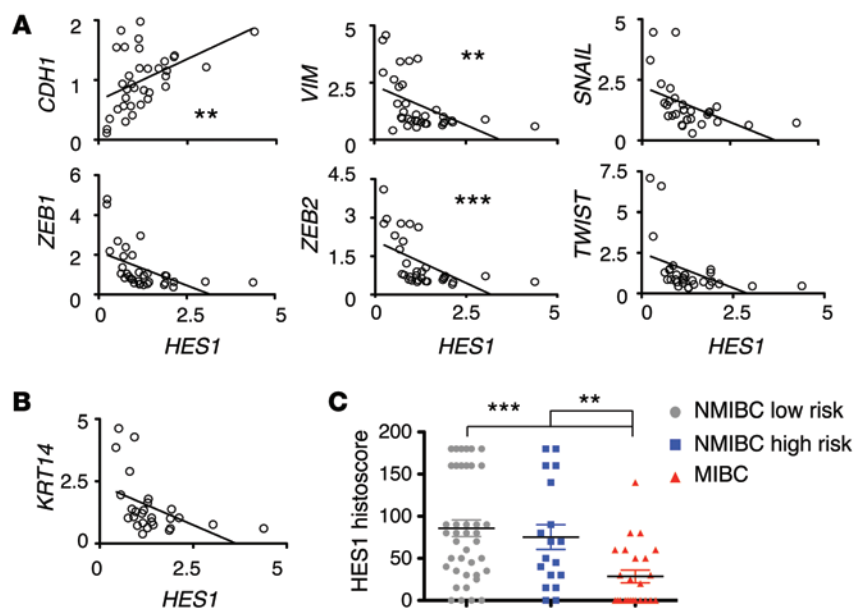 A
CDH1
2
1
0
**
VIM
5
2.5
0
**
SNAIL
5
2.5
0
ZEB1
6
4
2
0
0 2.5 5
HES1
ZEB2
4.5
3
1.5
0
***
0 2.5 5
HES1
TWIST
7.5
5
2.5
0
0 2.5 5
HES1
B
KRT14
5
2.5
0
0 2.5 5
HES1
C
HES1 histoscore
200
150
100
50
0
*** **
NMIBC low risk
NMIBC high risk
MIBC